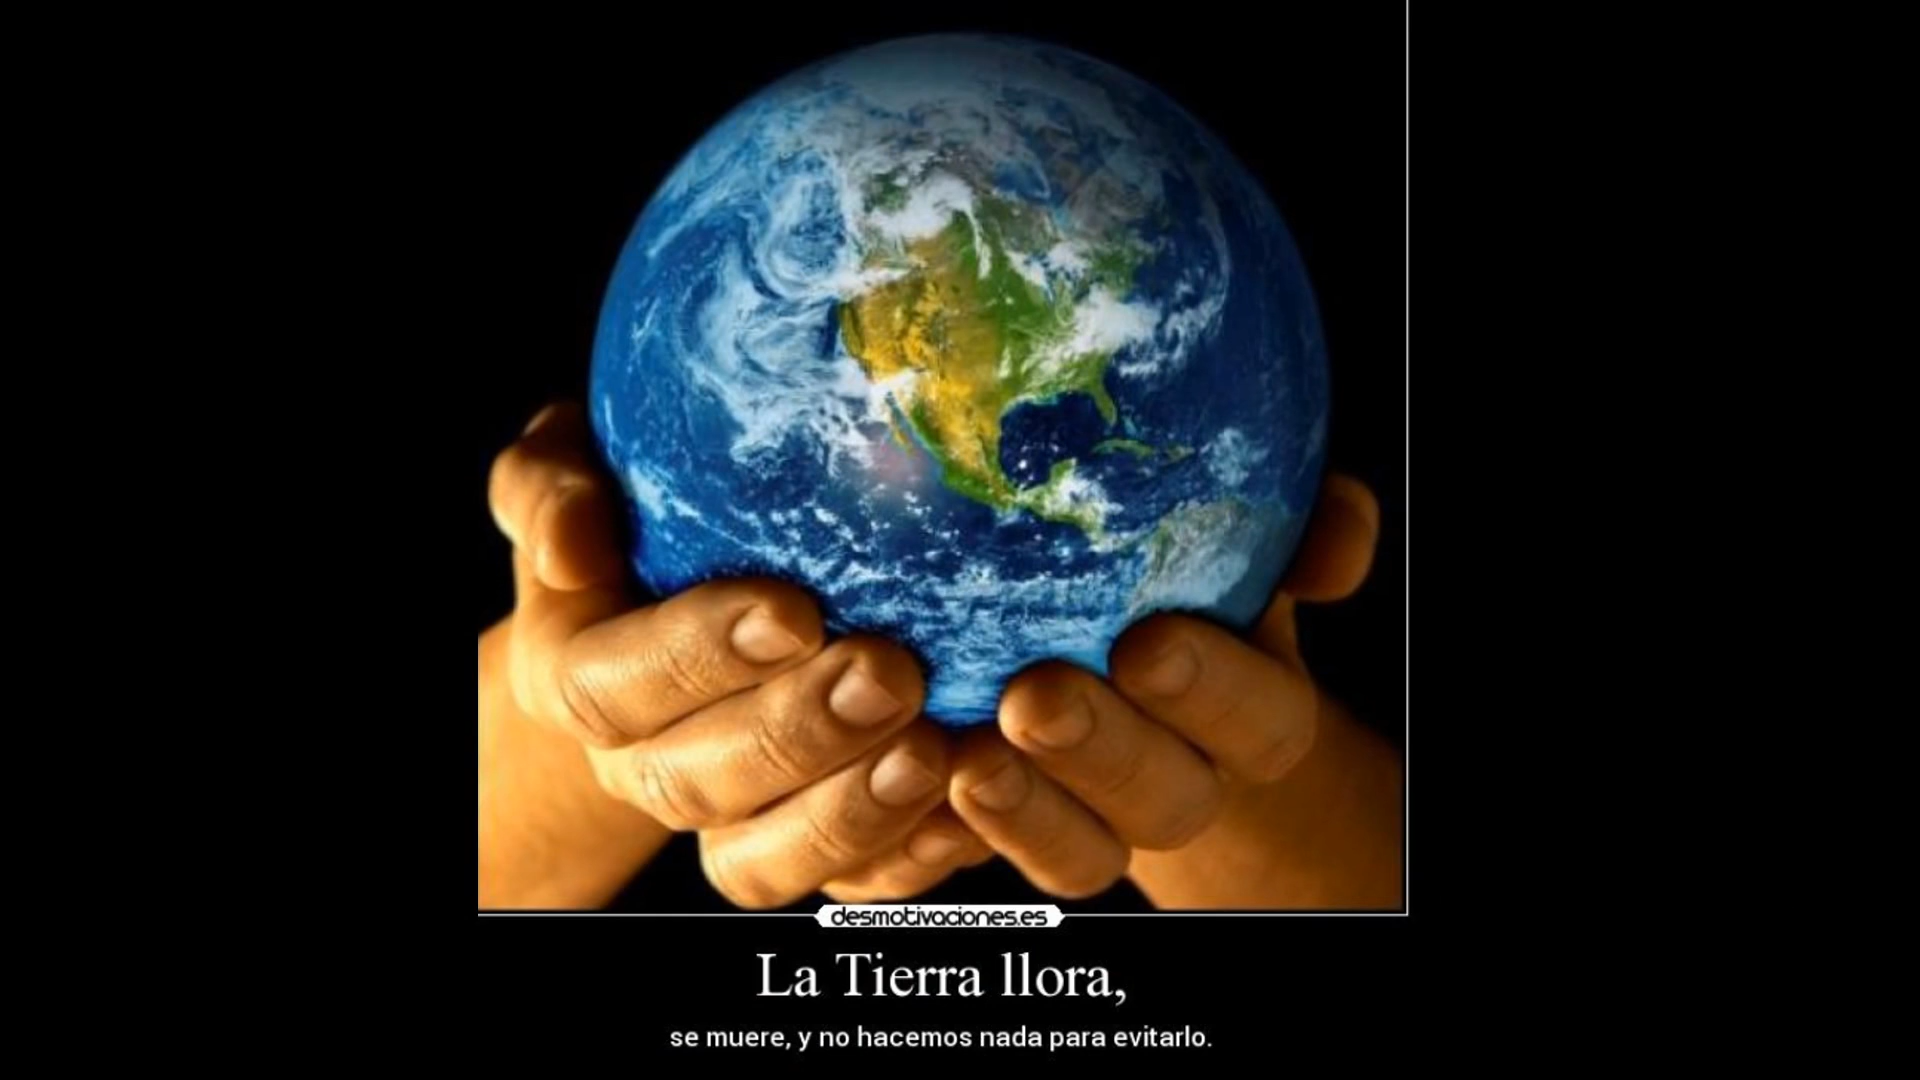 desmotivaciones.es
La Tierra llora,
se muere, y no hacemos nada para evitarlo.